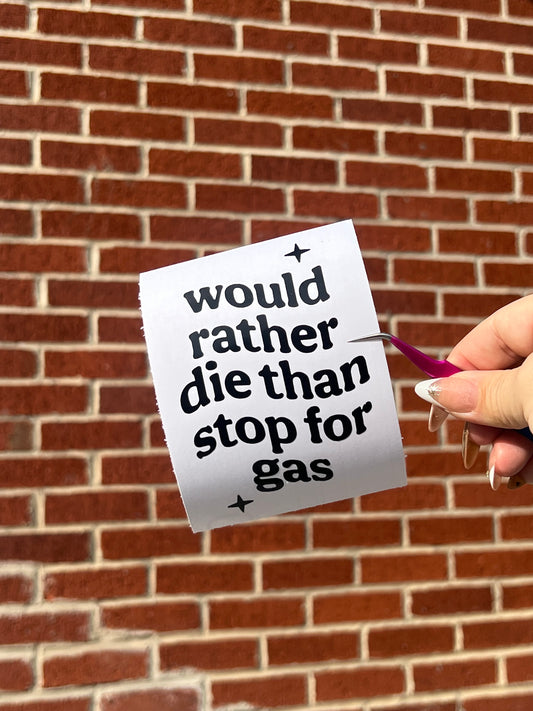 would
rather
die than
stop for
gas